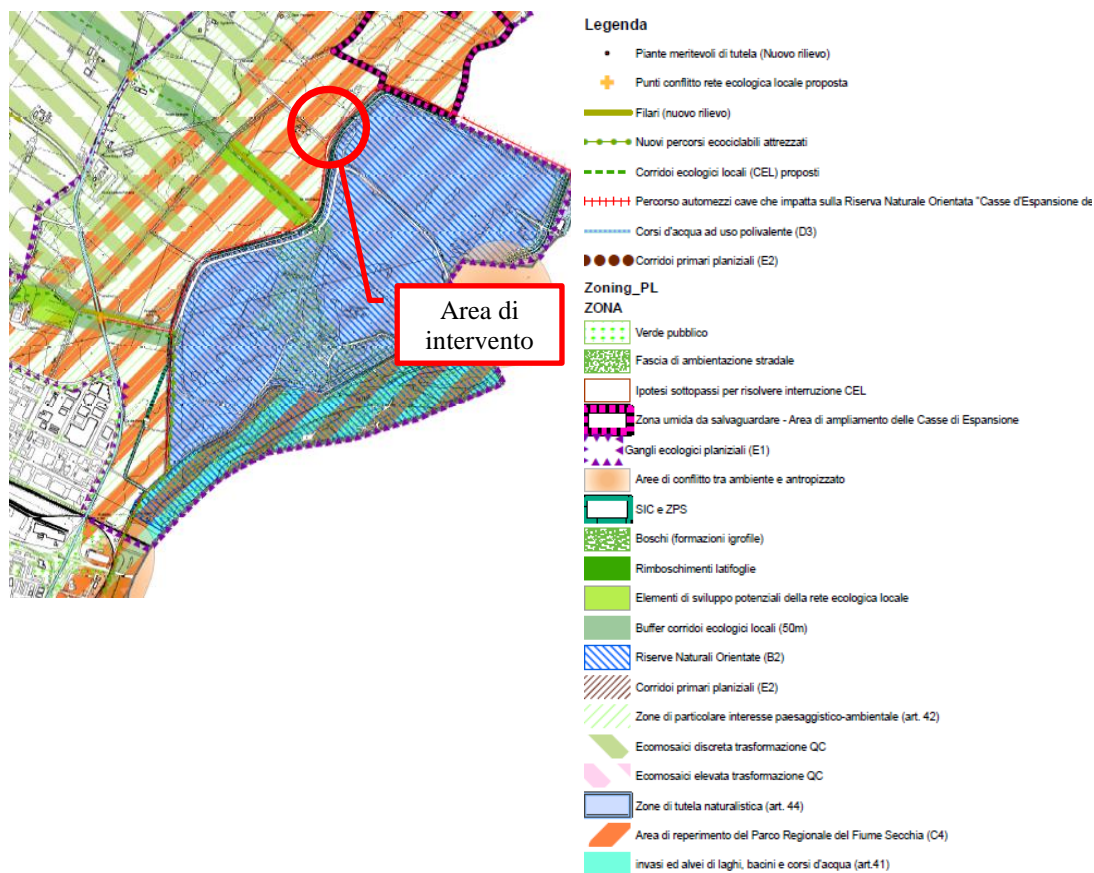 Area di
intervento
Legenda
Piante meritevoli di tutela (Nuovo rilievo)
Punti conflitto rete ecologica locale proposta
Filari (nuovo rilievo)
Nuovi percorsi ecociclabili attrezzati
Corridoi ecologici locali (CEL) proposti
Percorso automezzi cave che impatta sulla Riserva Naturale Orientata "Casse d'Espansione de
Corsi d'acqua ad uso polivalente (D3)
Corridoi primari planiziali (E2)
Zoning_PL
ZONA
Verde pubblico
Fascia di ambientazione stradale
Ipotesi sottopassi per risolvere interruzione CEL
Zona umida da salvaguardare - Area di ampliamento delle Casse di Espansione
Gangli ecologici planiziali (E1)
Aree di conflitto tra ambiente e antropizzato
SIC e ZPS
Boschi (formazioni igrofile)
Rimboschimenti latifoglie
Elementi di sviluppo potenziali della rete ecologica locale
Buffer corridoi ecologici locali (50m)
Riserve Naturali Orientate (B2)
Corridoi primari planiziali (E2)
Zone di particolare interesse paesaggistico-ambientale (art. 42)
Ecomosaici discreta trasformazione QC
Ecomosaici elevata trasformazione QC
Zone di tutela naturalistica (art. 44)
Area di reperimento del Parco Regionale del Fiume Secchia (C4)
invasi ed alvei di laghi, bacini e corsi d'acqua (art.41)